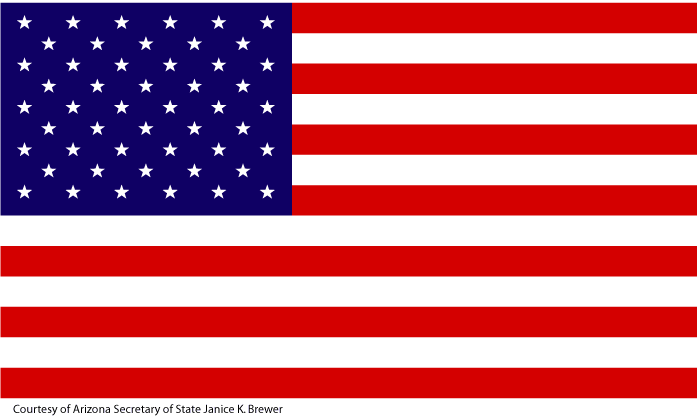 Courtesy of Arizona Secretary of State Janice K. Brewer